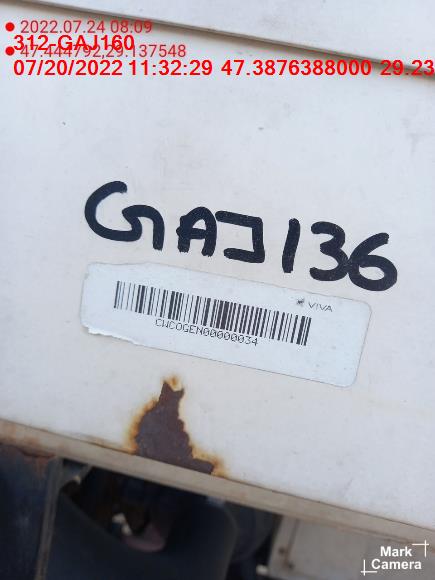 2022.07.24 08:09
312-GAJ160
47.444792,29.137548
07/20/2022 11:32:29 47.3876388000 29.23
GAJ136
VIVA
CWCOGEN00000034
Mark
Camera